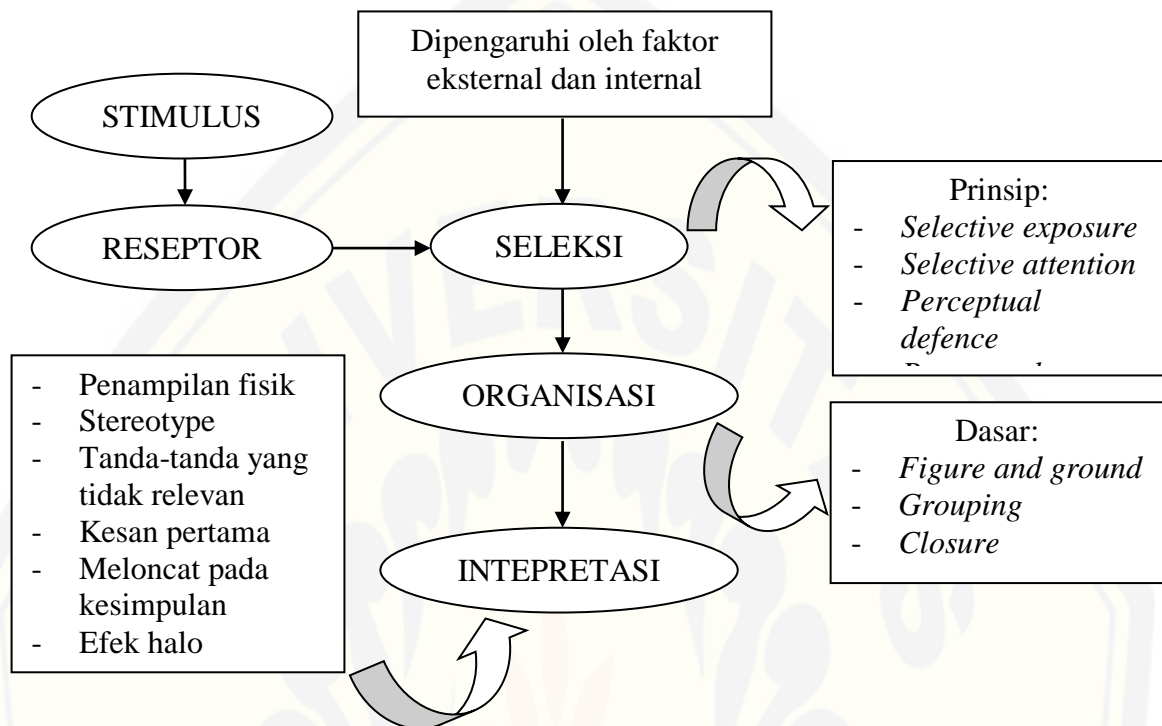 Dipengaruhi oleh faktor
eksternal dan internal
STIMULUS
RESEPTOR
SELEKSI
Prinsip:
- Selective exposure
- Selective attention
- Perceptual
defence
ORGANISASI
- Penampilan fisik
- Stereotype
- Tanda-tanda yang
tidak relevan
- Kesan pertama
- Meloncat pada
kesimpulan
- Efek halo
Dasar:
- Figure and ground
- Grouping
- Closure
INTEPRETASI